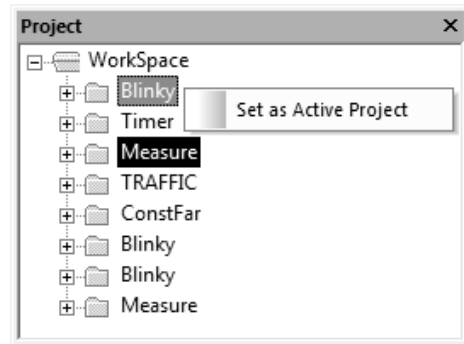 Project
WorkSpace
Blinky
Set as Active Project
Timer
Measure
TRAFFIC
ConstFar
Blinky
Blinky
Measure